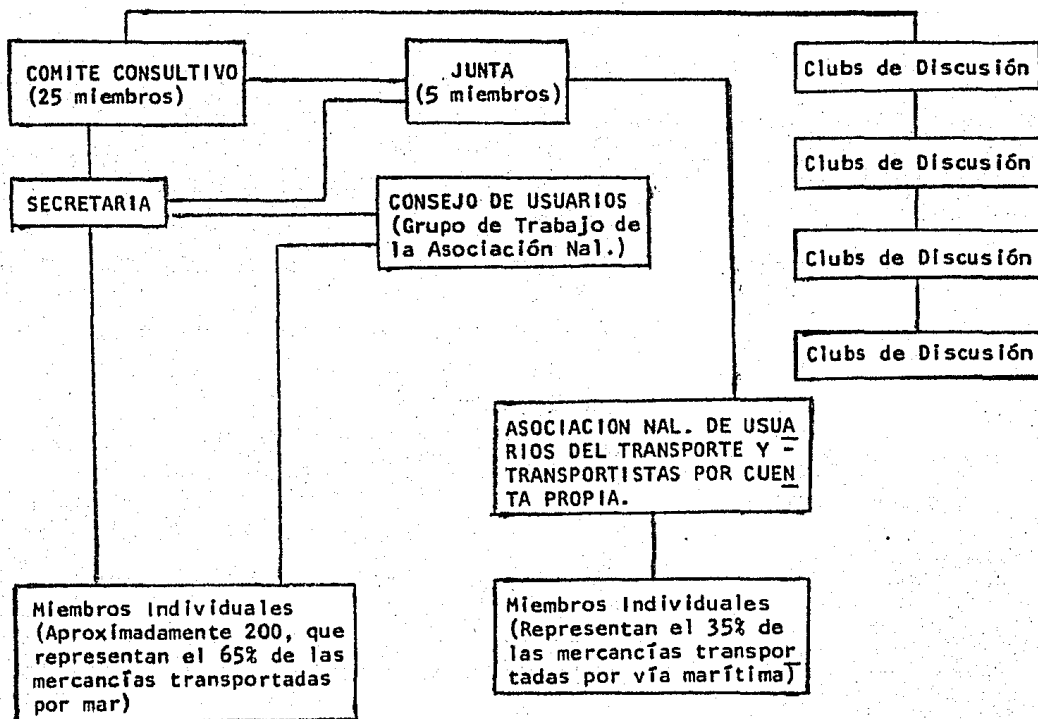 COMITE CONSULTIVO
(25 miembros)
JUNTA
(5 miembros)
Clubs de Discusión
Clubs de Discusión
SECRETARIA
CONSEJO DE USUARIOS
(Grupo de Trabajo de
la Asociación Nal.)
Clubs de Discusión
Clubs de Discusión
ASOCIACION NAL. DE USUA
RIOS DEL TRANSPORTE Y -
TRANSPORTISTAS POR CUEN
TA PROPIA.
Miembros Individuales
(Aproximadamente 200, que
representan el 65% de las
mercancías transportadas
por mar)
Miembros Individuales
(Representan el 35% de
las mercancías transpor
tadas por vía marítima)